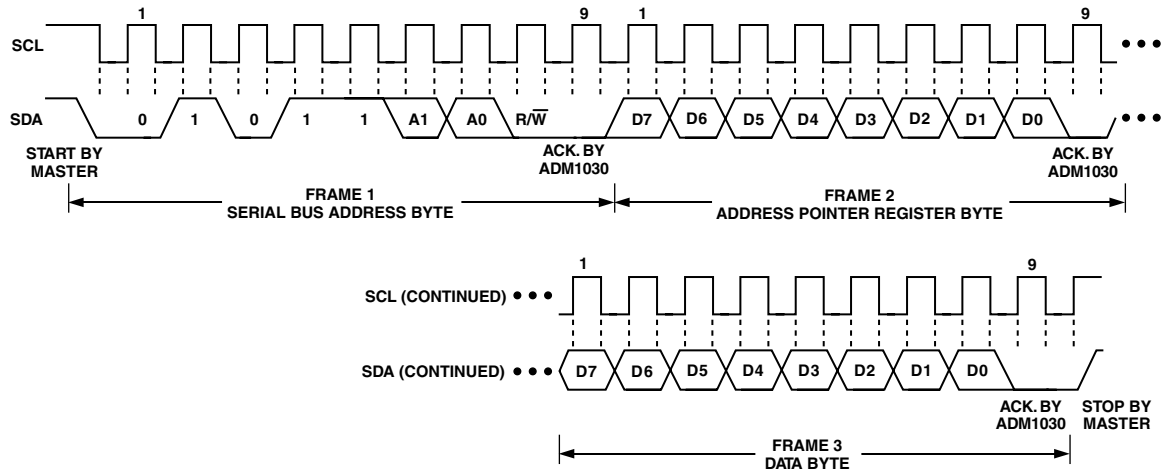 1 9 1 9
SCL
SDA 0 1 0 1 1 A1 A0 R/W̅ D7 D6 D5 D4 D3 D2 D1 D0
START BY
MASTER
ACK. BY
ADM1030
ACK. BY
ADM1030
FRAME 1
SERIAL BUS ADDRESS BYTE
FRAME 2
ADDRESS POINTER REGISTER BYTE
1 9
SCL (CONTINUED)
SDA (CONTINUED) D7 D6 D5 D4 D3 D2 D1 D0
ACK. BY
ADM1030
STOP BY
MASTER
FRAME 3
DATA BYTE